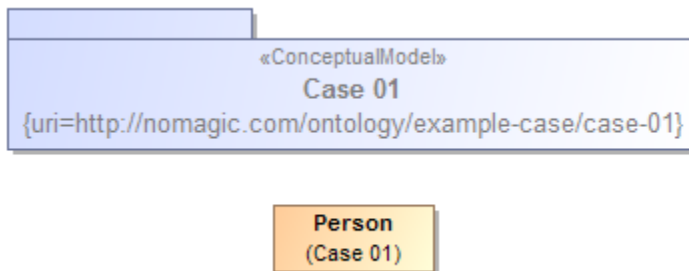 «ConceptualModel»
Case 01
{uri=http://nomagic.com/ontology/example-case/case-01}
Person
(Case 01)